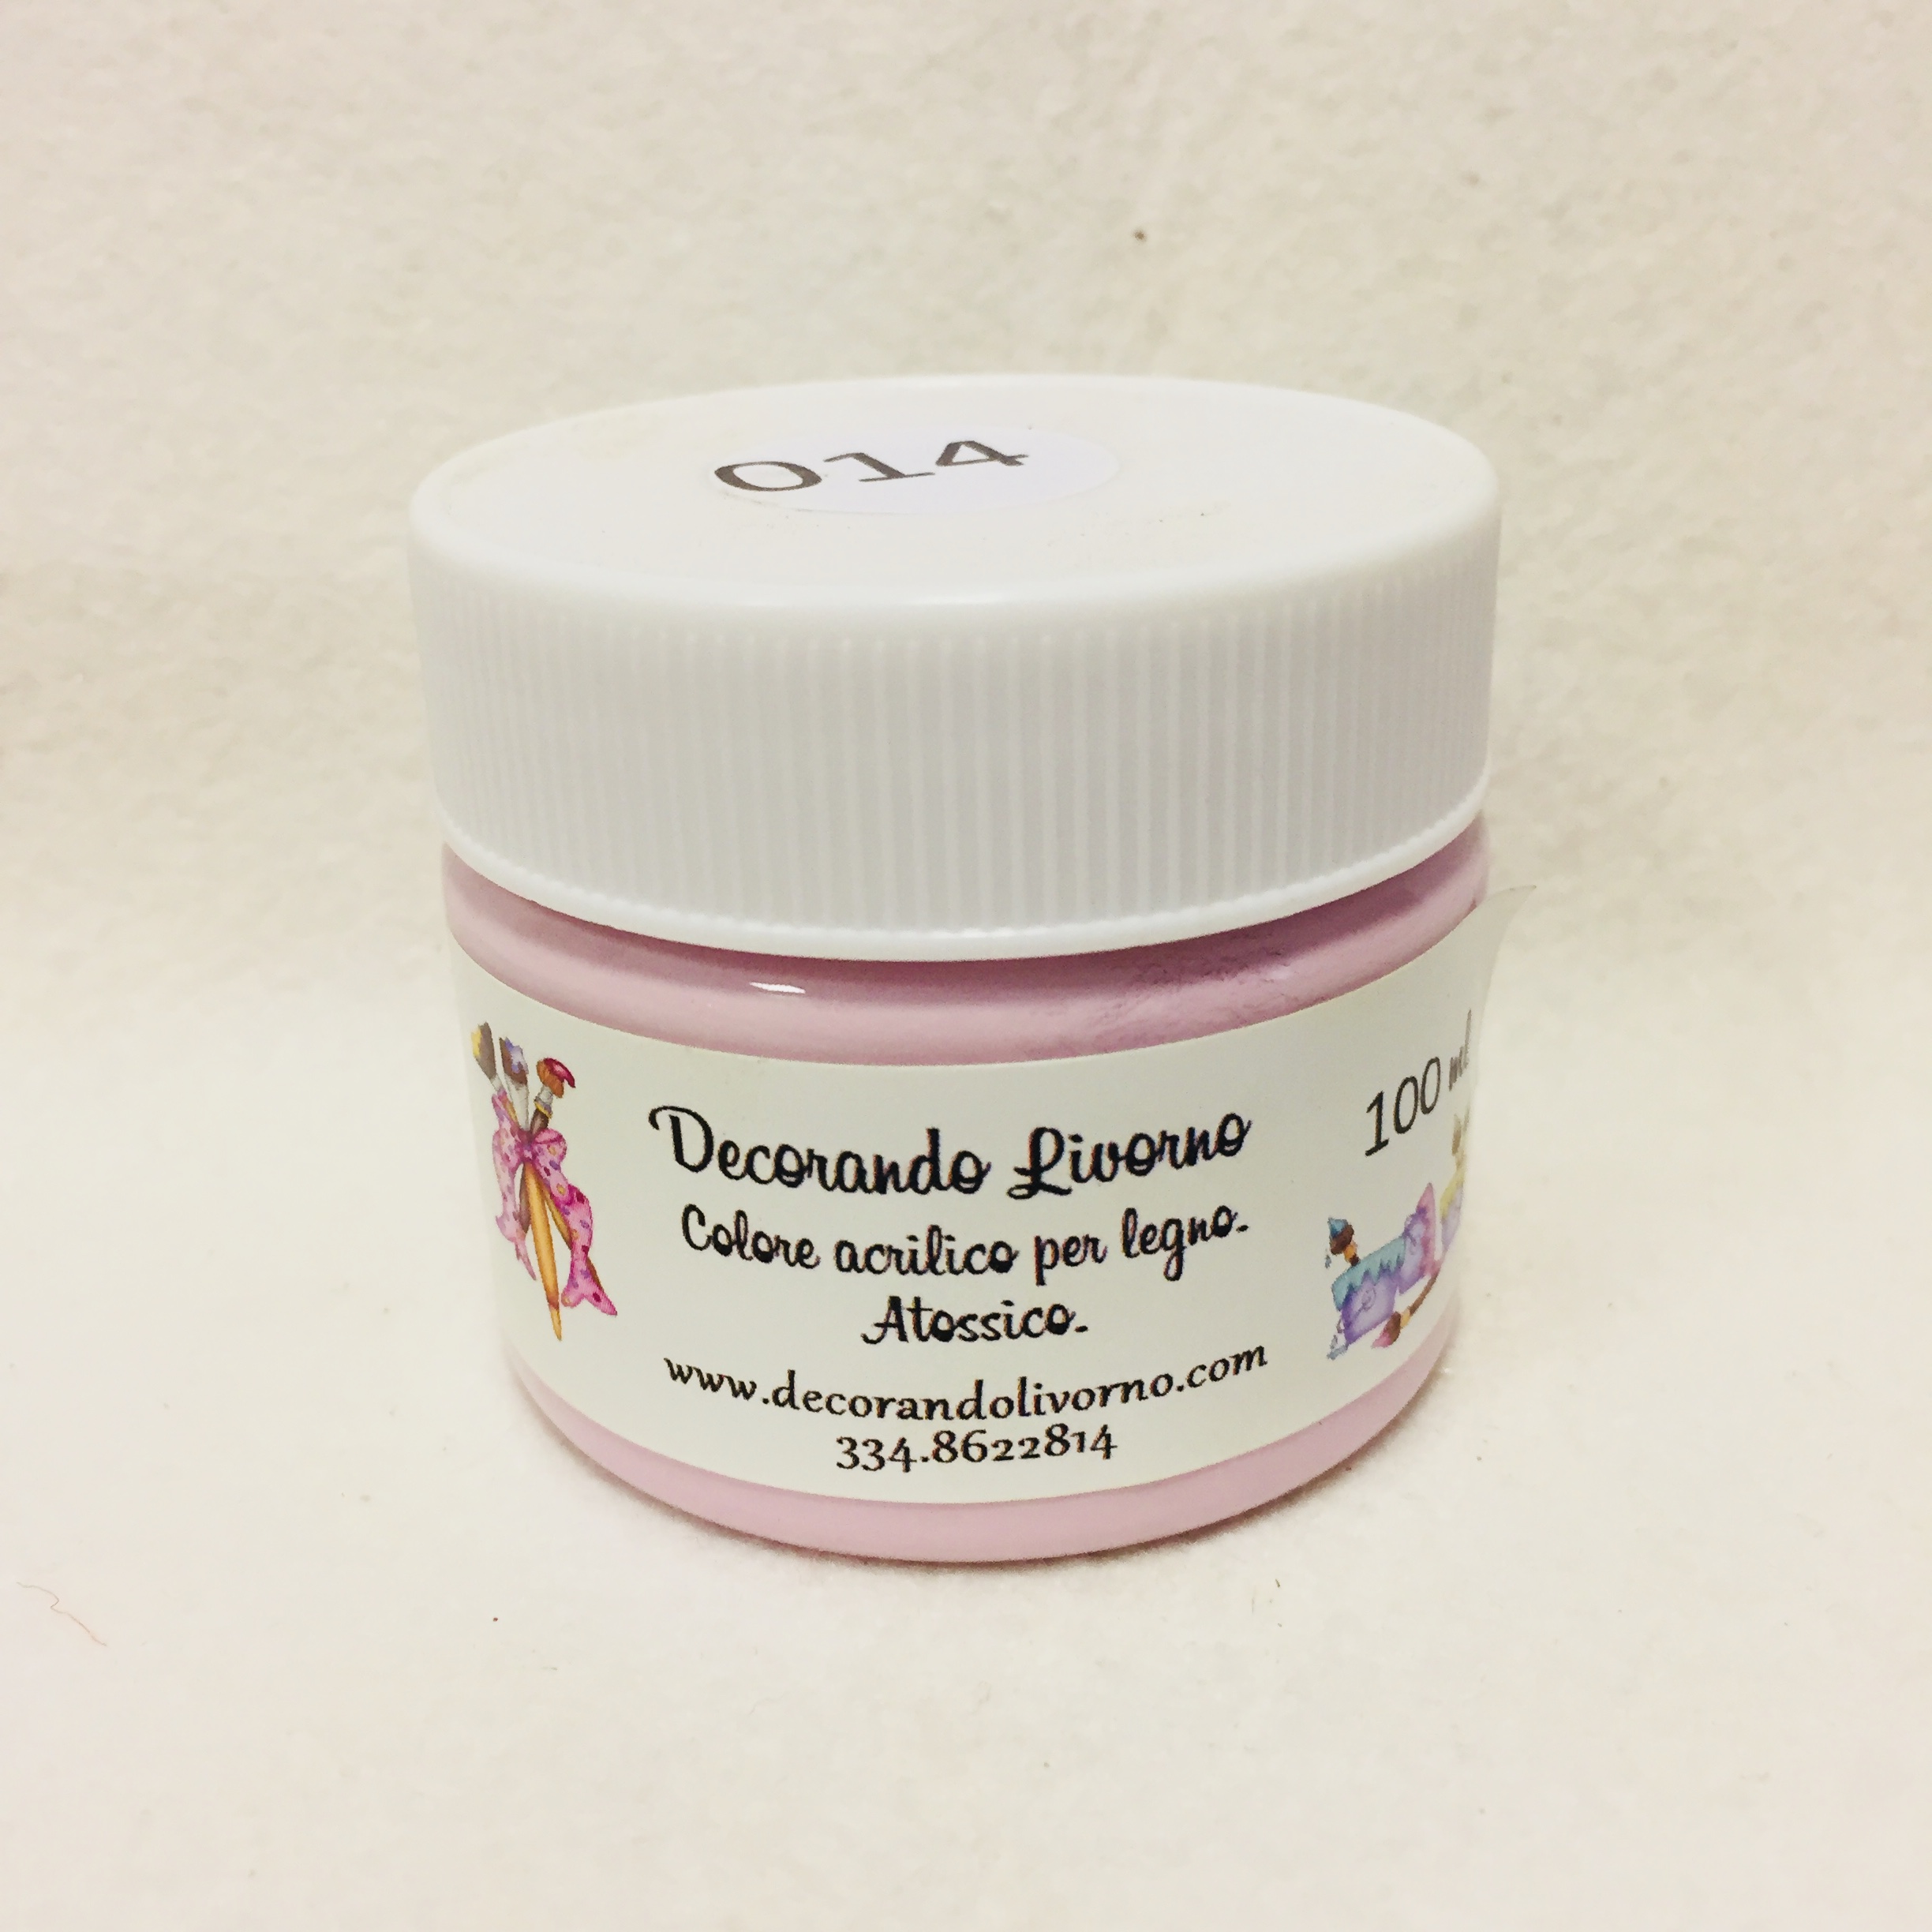 014
100 ml
Decorando Livorno
Colore acrilico per legno.
Atossico.
www.decorandolivorno.com
334.8622814